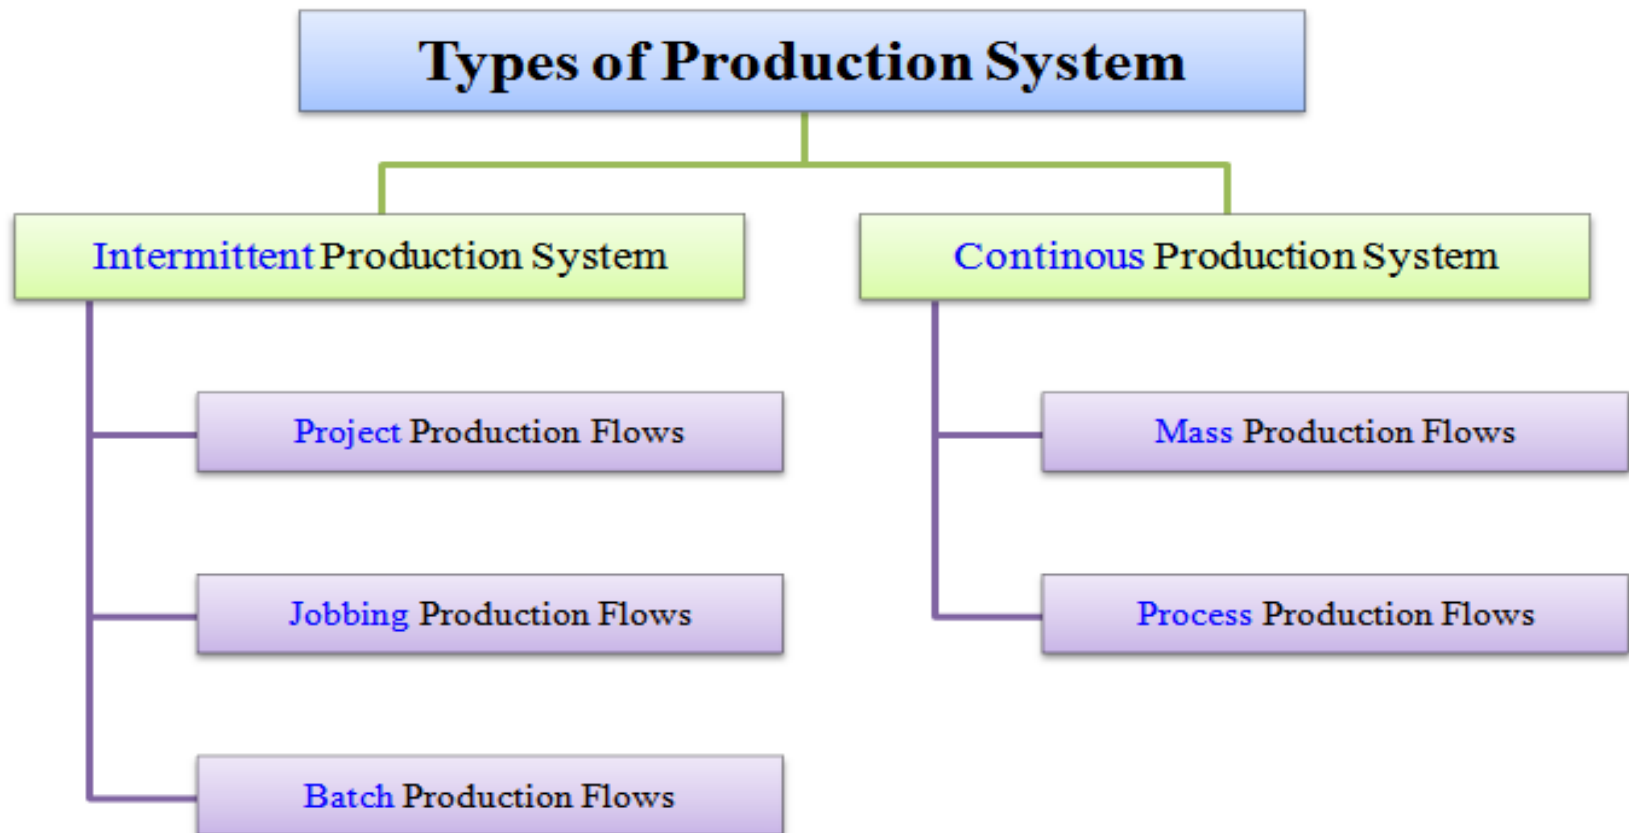 Types of Production System
Intermittent Production System
Project Production Flows
Jobbing Production Flows
Batch Production Flows
Continous Production System
Mass Production Flows
Process Production Flows